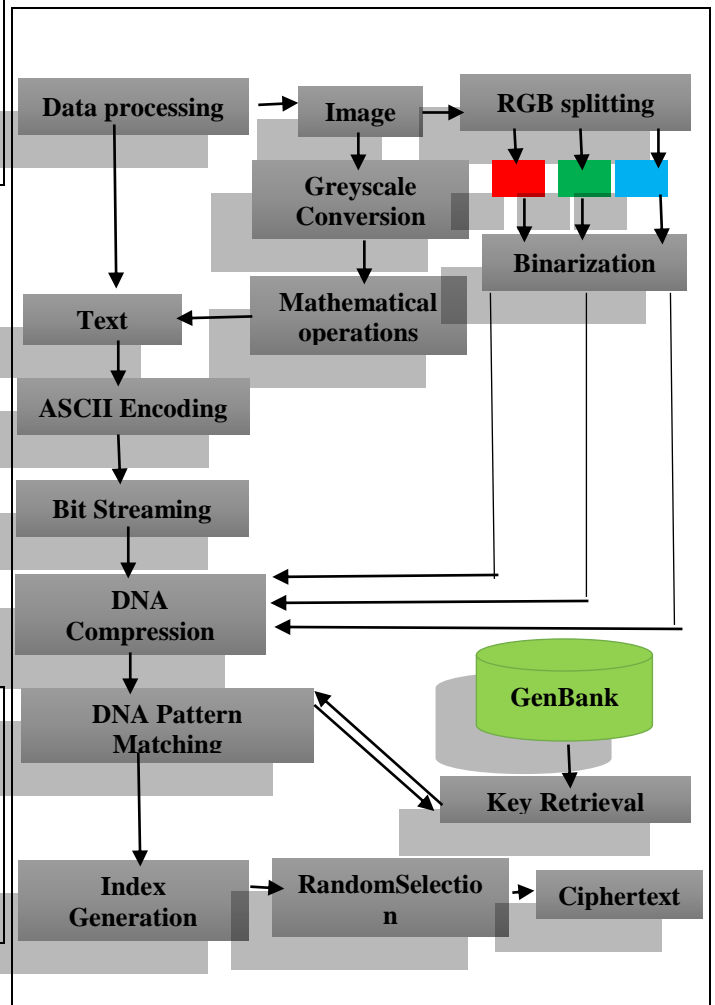 Data processing
Image
RGB splitting
Greyscale
Conversion
Binarization
Mathematical
operations
Text
ASCII Encoding
Bit Streaming
DNA
Compression
GenBank
DNA Pattern
Matching
Key Retrieval
Index
Generation
RandomSelectio
n
Ciphertext